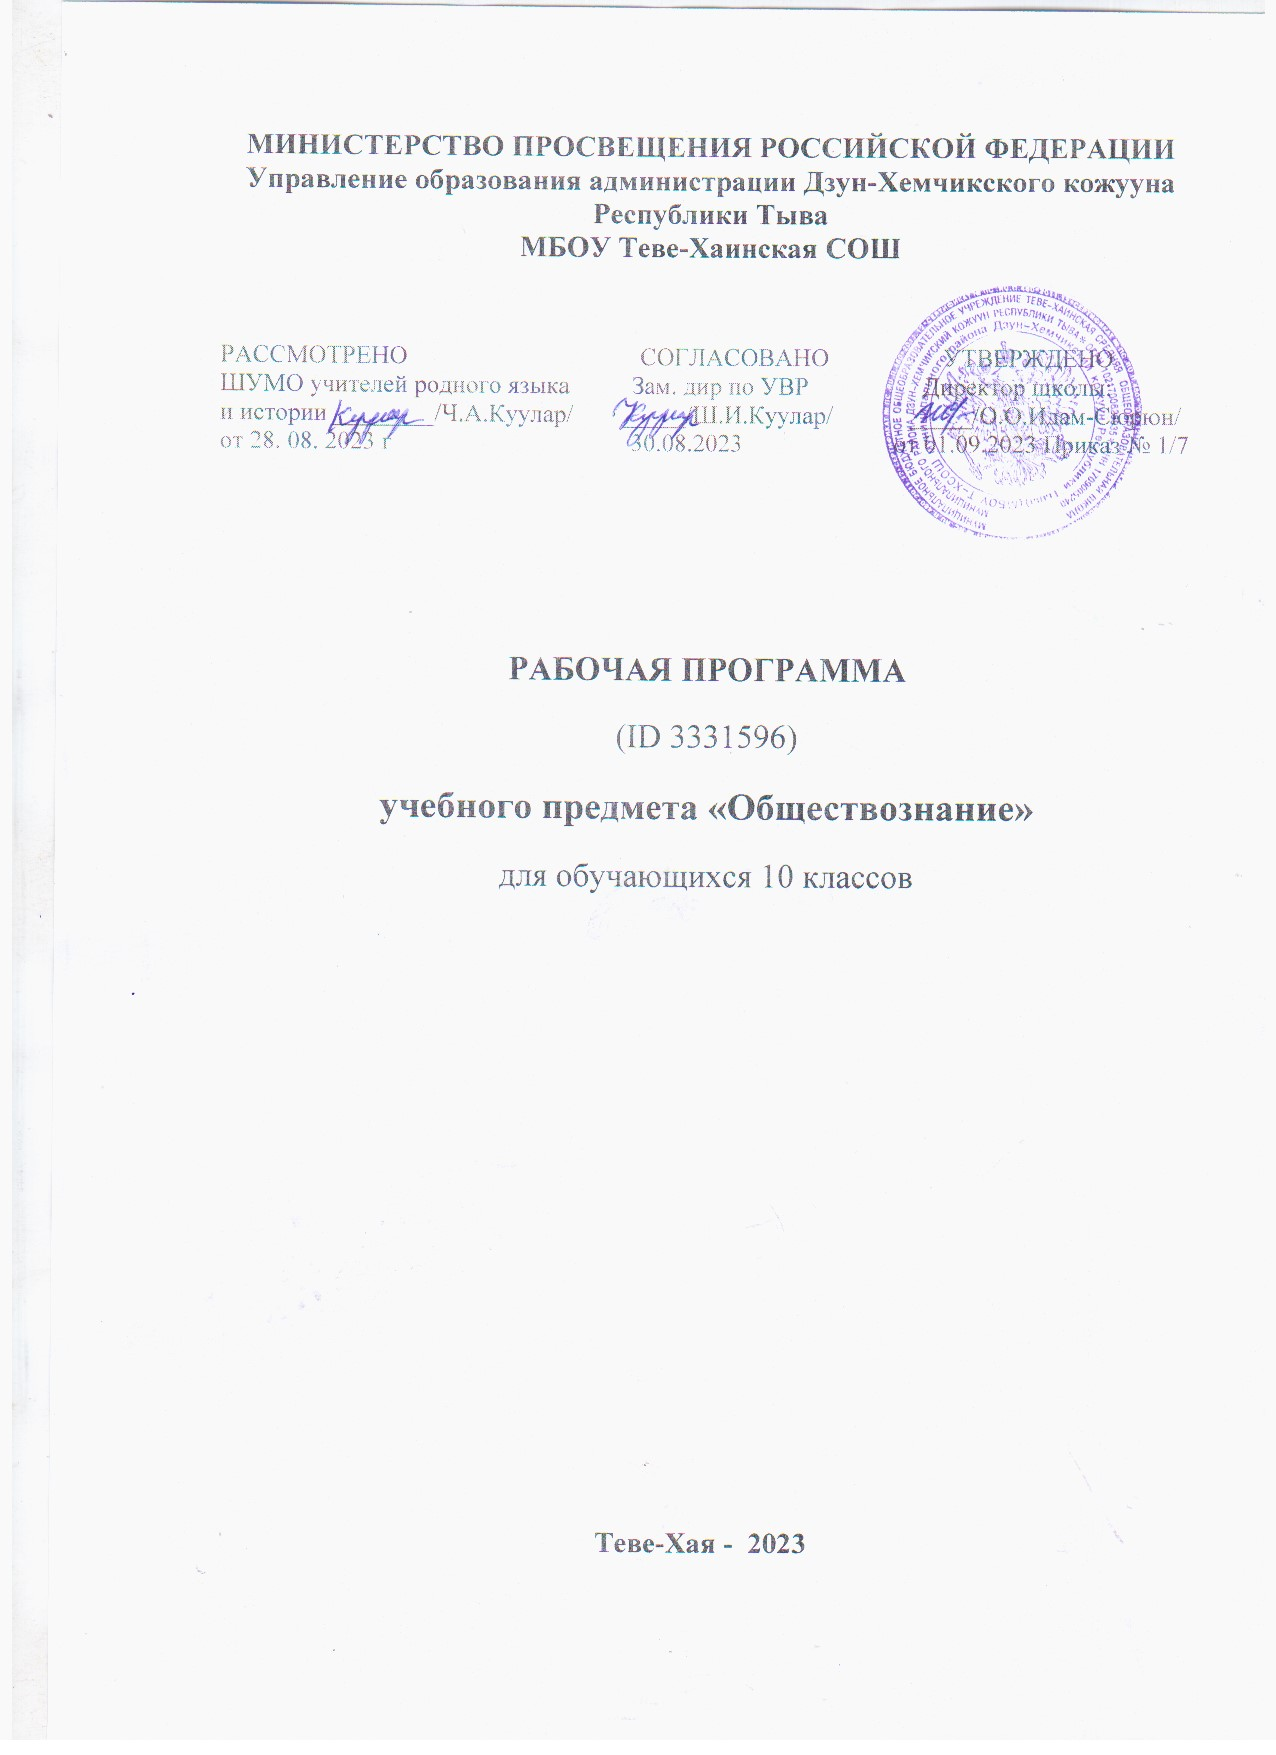 МИНИСТЕРСТВО ПРОСВЕЩЕНИЯ РОССИЙСКОЙ ФЕДЕРАЦИИ
Управление образования администрации Дзун-Хемчикского кожууна
Республики Тыва
МБОУ Теве-Хаинская СОШ
РАССМОТРЕНО
ШУМО учителей родного языка
и истории /Ч.А.Куулар/
от 28. 08. 2023 г
СОГЛАСОВАНО
Зам. дир по УВР
/Ш.И.Куулар/
30.08.2023
УТВЕРЖДЕНО
Директор школы:
/О.О.Идам-Сюрюн/
от 01.09.2023 Приказ № 1/7
РАБОЧАЯ ПРОГРАММА
(ID 3331596)
учебного предмета «Обществознание»
для обучающихся 10 классов
Теве-Хая - 2023